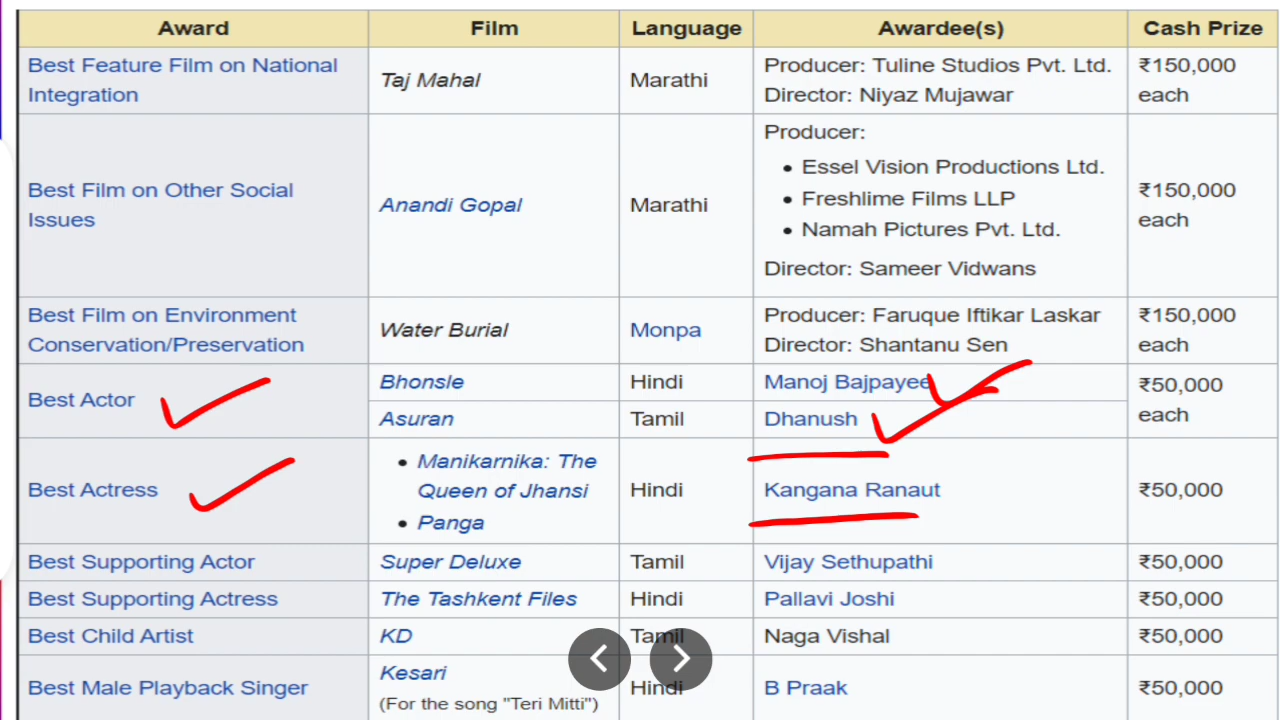 Award Film Language Awardee(s) Cash Prize
Best Feature Film on National Integration Taj Mahal Marathi Producer: Tuline Studios Pvt. Ltd. Director: Niyaz Mujawar ₹150,000 each
Best Film on Other Social Issues Anandi Gopal Marathi Producer:
• Essel Vision Productions Ltd.
• Freshlime Films LLP
• Namah Pictures Pvt. Ltd.
Director: Sameer Vidwans ₹150,000 each
Best Film on Environment Conservation/Preservation Water Burial Monpa Producer: Faruque Iftikar Laskar Director: Shantanu Sen ₹150,000 each
Best Actor Bhonsle Hindi Manoj Bajpayee ₹50,000 each
Asuran Tamil Dhanush
Best Actress • Manikarnika: The Queen of Jhansi • Panga Hindi Kangana Ranaut ₹50,000
Best Supporting Actor Super Deluxe Tamil Vijay Sethupathi ₹50,000
Best Supporting Actress The Tashkent Files Hindi Pallavi Joshi ₹50,000
Best Child Artist KD Tamil Naga Vishal ₹50,000
Best Male Playback Singer Kesari (For the song "Teri Mitti") Hindi B Praak ₹50,000